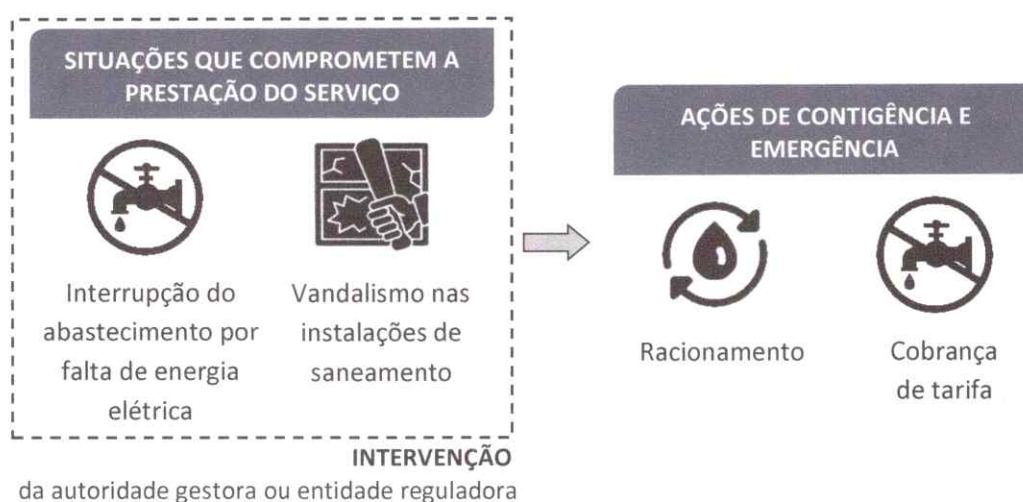 SITUAÇÕES QUE COMPROMETEM A
PRESTAÇÃO DO SERVIÇO
Interrupção do
abastecimento por
falta de energia
elétrica
Vandalismo nas
instalações de
saneamento
INTERVENÇÃO
da autoridade gestora ou entidade reguladora
AÇÕES DE CONTIGÊNCIA E
EMERGÊNCIA
Racionamento
Cobrança
de tarifa